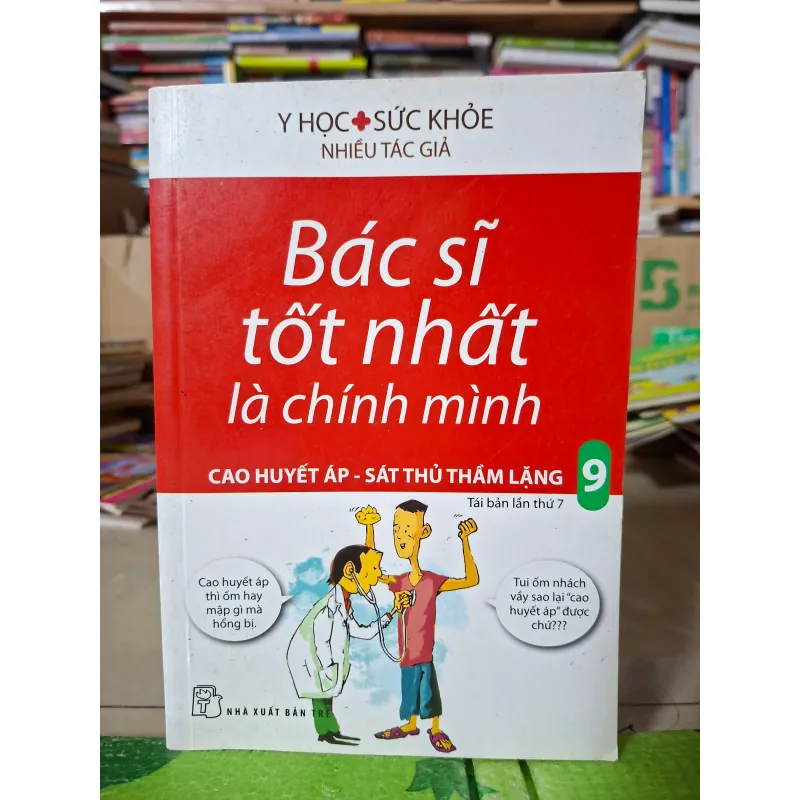 Y HỌC SỨC KHỎE
NHIỀU TÁC GIẢ
Bác sĩ
tốt nhất
là chính mình
CAO HUYẾT ÁP - SÁT THỦ THẦM LẶNG
9
Tái bản lần thứ 7
Cao huyết áp
thì ốm hay
mập gì mà
hổng bị.
Tui ốm nhách
vầy sao lại "cao
huyết áp" được
chứ???
NHÀ XUẤT BẢN TRẺ